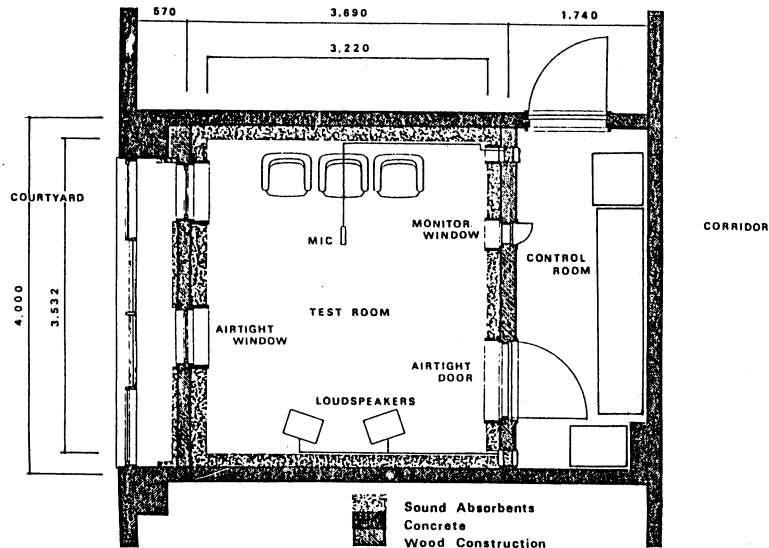 570 3,690 1,740
3,220
COURTYARD
4.000
3.532
MIC
MONITOR
WINDOW
CONTROL
ROOM
CORRIDOR
TEST ROOM
AIRTIGHT
WINDOW
AIRTIGHT
DOOR
LOUDSPEAKERS
Sound Absorbents
Concrete
Wood Construction